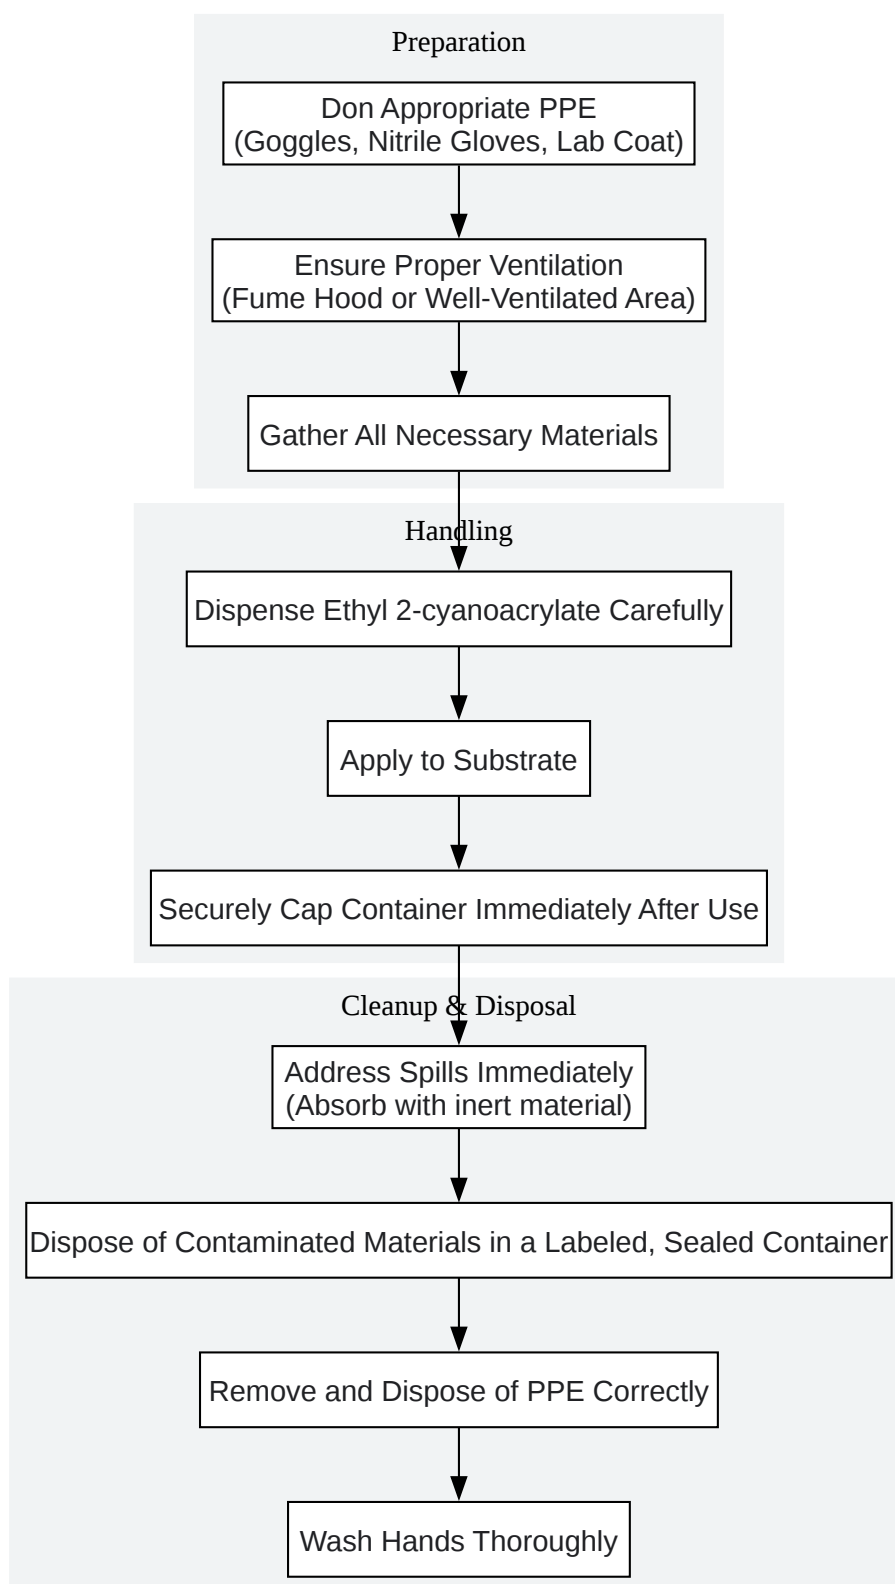 Preparation
Don Appropriate PPE
(Goggles, Nitrile Gloves, Lab Coat)
Ensure Proper Ventilation
(Fume Hood or Well-Ventilated Area)
Gather All Necessary Materials
Handling
Dispense Ethyl 2-cyanoacrylate Carefully
Apply to Substrate
Securely Cap Container Immediately After Use
Cleanup & Disposal
Address Spills Immediately
(Absorb with inert material)
Dispose of Contaminated Materials in a Labeled, Sealed Container
Remove and Dispose of PPE Correctly
Wash Hands Thoroughly